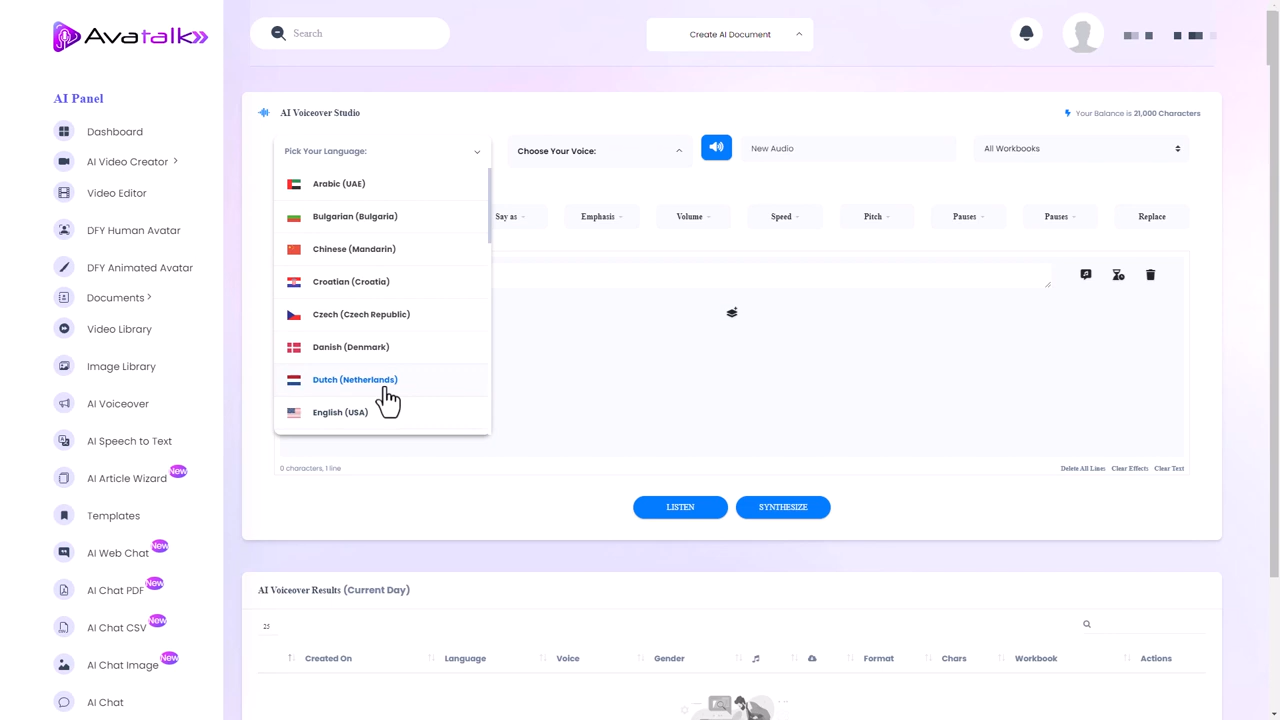 Avatalk
Search
Create AI Document
AI Panel
Dashboard
AI Video Creator
Video Editor
DFY Human Avatar
DFY Animated Avatar
Documents
Video Library
Image Library
AI Voiceover
AI Speech to Text
AI Article Wizard New
Templates
AI Web Chat New
AI Chat PDF New
AI Chat CSV New
AI Chat Image New
AI Chat
AI Voiceover Studio
Your Balance is 21,000 Characters
Pick Your Language:
Choose Your Voice:
New Audio
All Workbooks
Arabic (UAE)
Bulgarian (Bulgaria)
Chinese (Mandarin)
Croatian (Croatia)
Czech (Czech Republic)
Danish (Denmark)
Dutch (Netherlands)
English (USA)
Say as
Emphasis
Volume
Speed
Pitch
Pauses
Pauses
Replace
0 characters, 1 line
Delete All Lines Clear Effects Clear Text
LISTEN
SYNTHESIZE
AI Voiceover Results (Current Day)
25
Created On Language Voice Gender Format Chars Workbook Actions